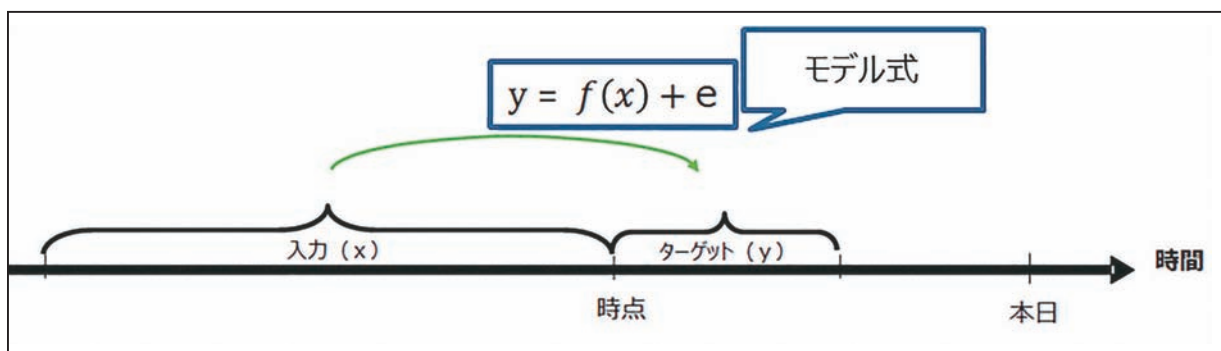 モデル式
y = f(x) + e
入力（x）
ターゲット（y）
時間
時点
本日